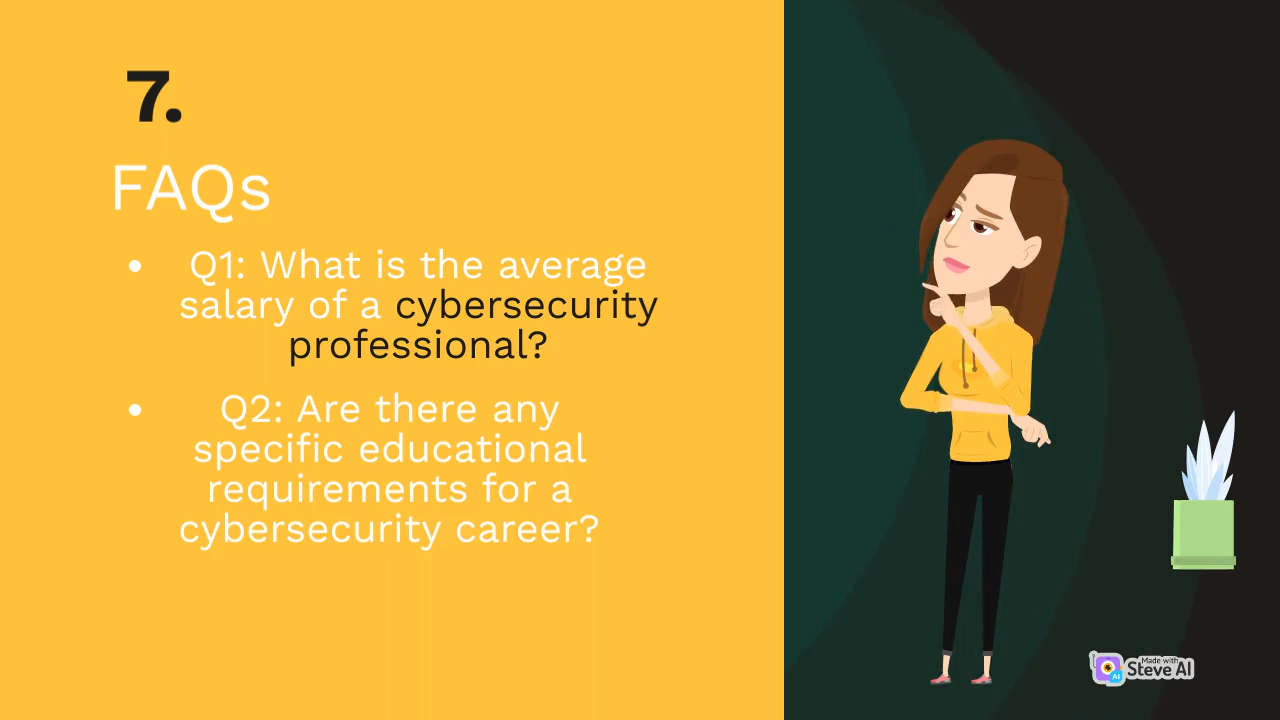 7.
FAQs
• Q1: What is the average
salary of a cybersecurity
professional?
• Q2: Are there any
specific educational
requirements for a
cybersecurity career?
Made with
Steve AI
AI